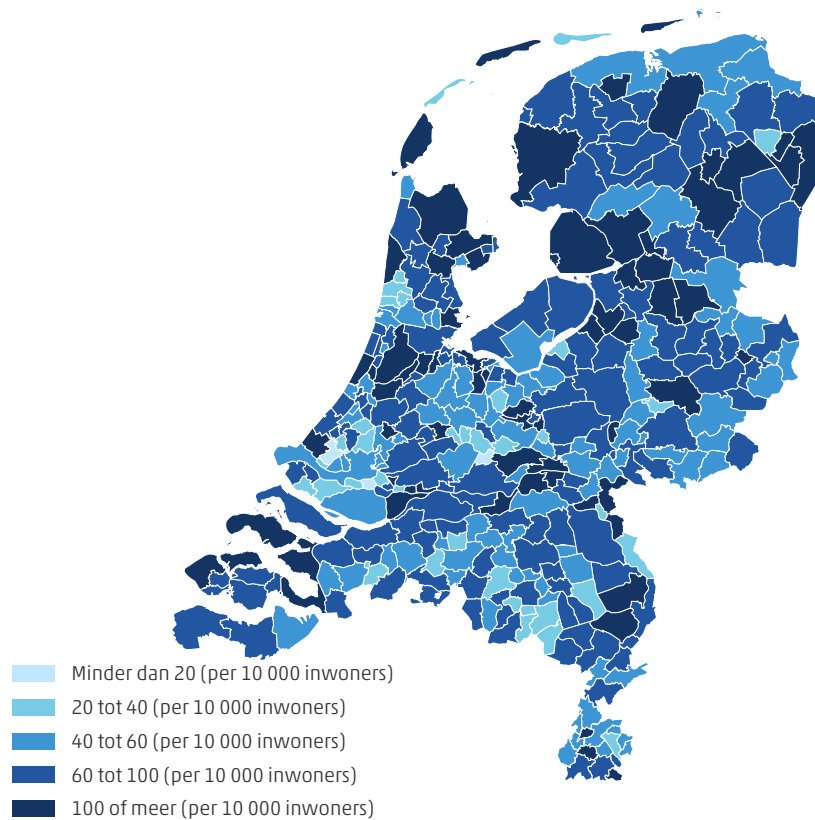 Minder dan 20 (per 10 000 inwoners)
20 tot 40 (per 10 000 inwoners)
40 tot 60 (per 10 000 inwoners)
60 tot 100 (per 10 000 inwoners)
100 of meer (per 10 000 inwoners)